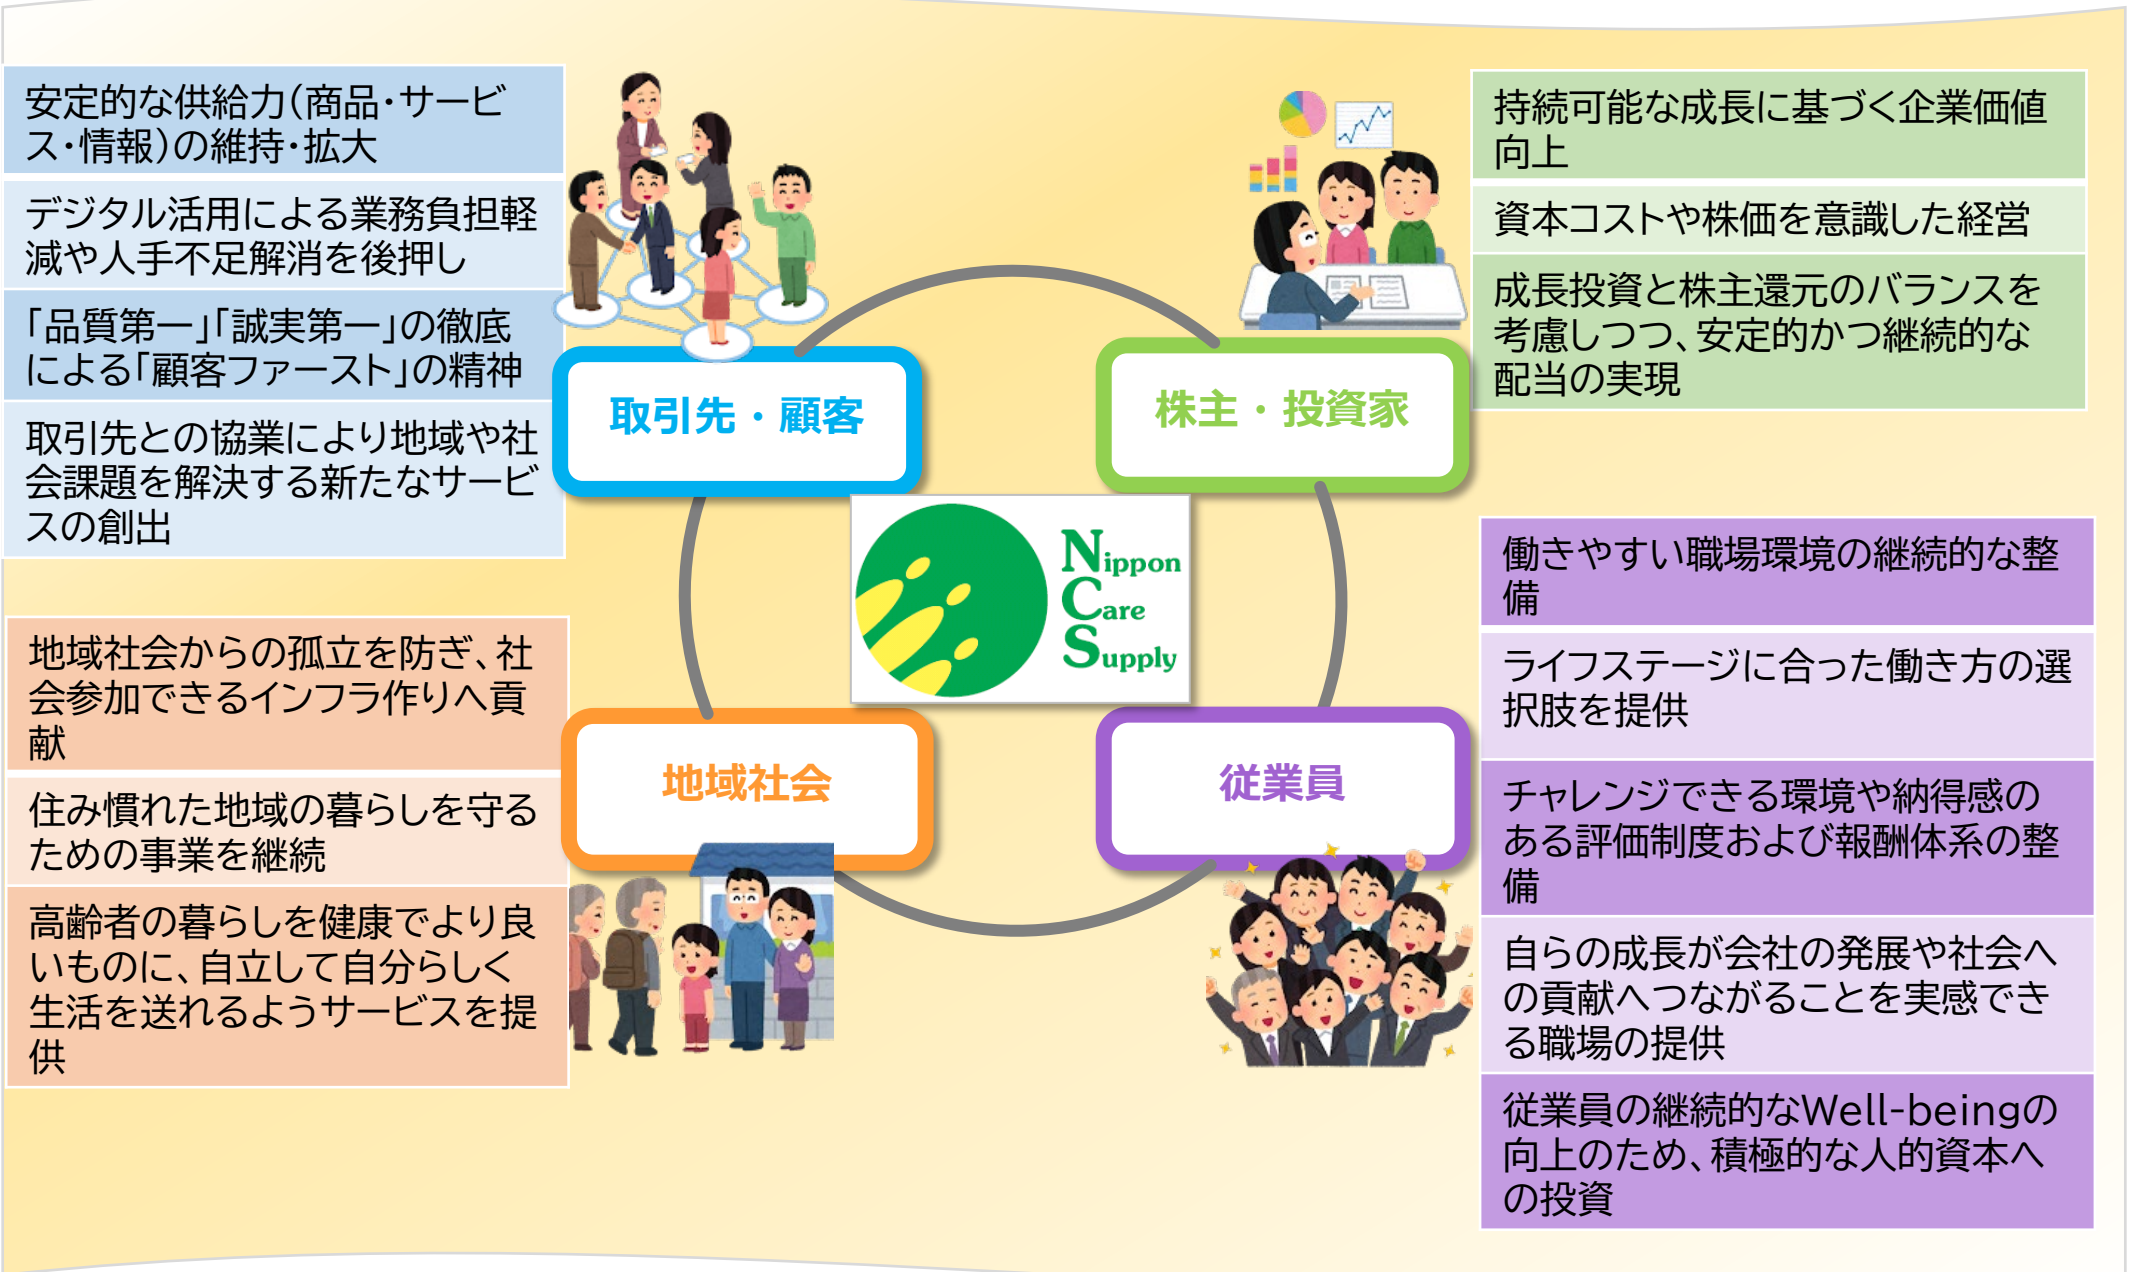 安定的な供給力(商品・サービ
ス・情報)の維持・拡大
デジタル活用による業務負担軽
減や人手不足解消を後押し
「品質第一」「誠実第一」の徹底
による「顧客ファースト」の精神
取引先との協業により地域や社
会課題を解決する新たなサービ
スの創出
取引先・顧客
株主・投資家
持続可能な成長に基づく企業価値
向上
資本コストや株価を意識した経営
成長投資と株主還元のバランスを
考慮しつつ、安定的かつ継続的な
配当の実現
Nippon
Care
Supply
地域社会からの孤立を防ぎ、社
会参加できるインフラ作りへ貢
献
住み慣れた地域の暮らしを守る
ための事業を継続
高齢者の暮らしを健康でより良
いものに、自立して自分らしく
生活を送れるようサービスを提
供
地域社会
従業員
働きやすい職場環境の継続的な整
備
ライフステージに合った働き方の選
択肢を提供
チャレンジできる環境や納得感の
ある評価制度および報酬体系の整
備
自らの成長が会社の発展や社会へ
の貢献へつながることを実感でき
る職場の提供
従業員の継続的なWell-beingの
向上のため、積極的な人的資本へ
の投資